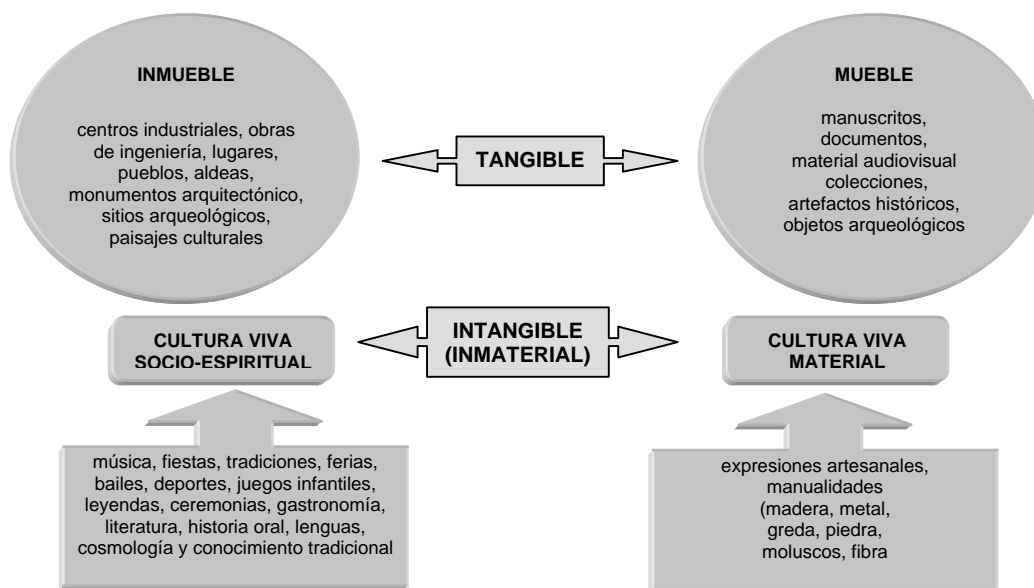 INMUEBLE
centros industriales, obras
de ingeniería, lugares,
pueblos, aldeas,
monumentos arquitectónico,
sitios arqueológicos,
paisajes culturales
TANGIBLE
MUEBLE
manuscritos,
documentos,
material audiovisual
colecciones,
artefactos históricos,
objetos arqueológicos
CULTURA VIVA
SOCIO-ESPIRITUAL
INTANGIBLE
(INMATERIAL)
CULTURA VIVA
MATERIAL
música, fiestas, tradiciones, ferias,
bailes, deportes, juegos infantiles,
leyendas, ceremonias, gastronomía,
literatura, historia oral, lenguas,
cosmología y conocimiento tradicional
expresiones artesanales,
manualidades
(madera, metal,
greda, piedra,
moluscos, fibra